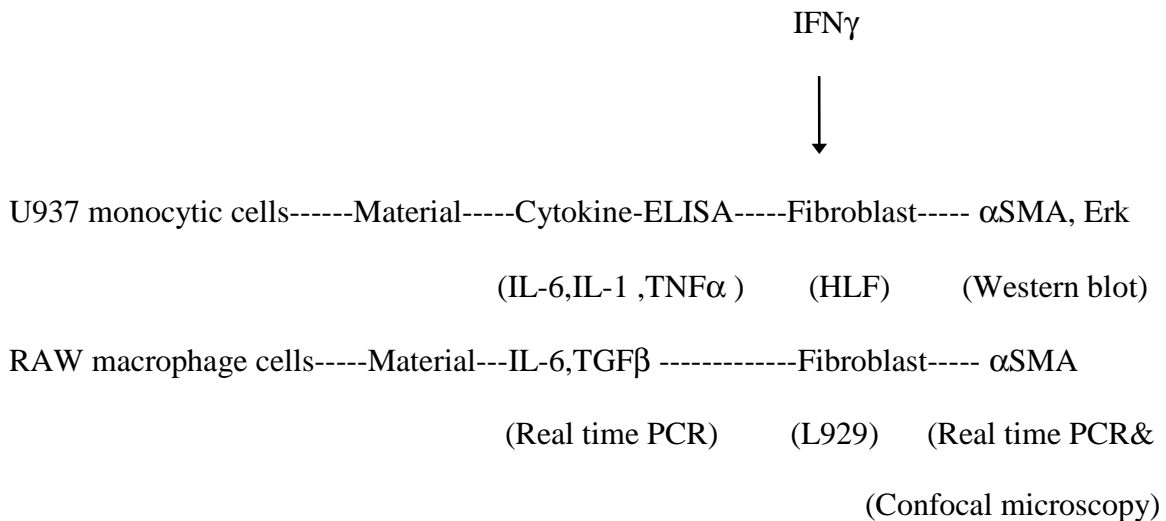 IFNγ
U937 monocytic cells------Material-----Cytokine-ELISA-----Fibroblast----- αSMA, Erk
(IL-6,IL-1 ,TNFα ) (HLF) (Western blot)
RAW macrophage cells-----Material---IL-6,TGFβ -------------Fibroblast----- αSMA
(Real time PCR) (L929) (Real time PCR&
(Confocal microscopy)